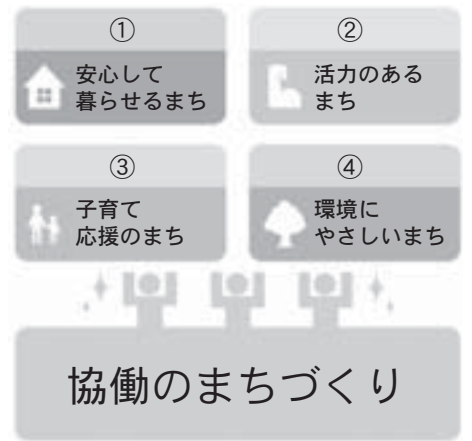 ①
安心して
暮らせるまち
②
活力のある
まち
③
子育て
応援のまち
④
環境に
やさしいまち
協働のまちづくり